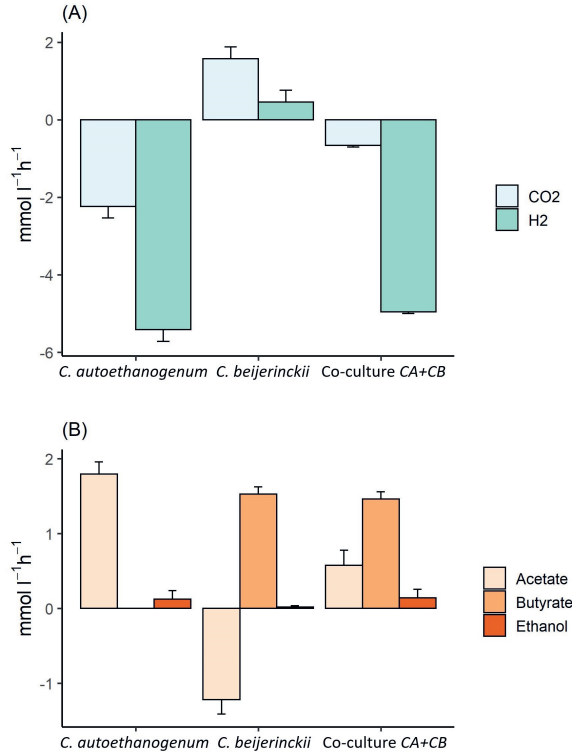 (A)
2
0
-2
-4
-6
mmol l⁻¹h⁻¹
C. autoethanogenum C. beijerinckii Co-culture CA+CB
CO2
H2
(B)
2
1
0
-1
mmol l⁻¹h⁻¹
C. autoethanogenum C. beijerinckii Co-culture CA+CB
Acetate
Butyrate
Ethanol